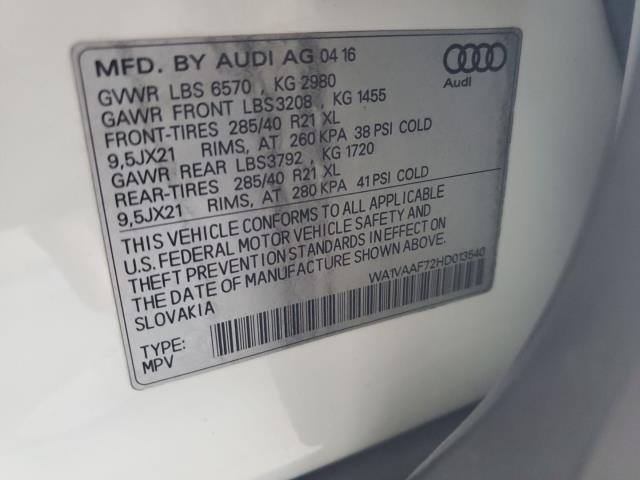 MFD. BY AUDI AG 04 16
Audi
GVWR LBS 6570 , KG 2980
GAWR FRONT LBS3208 , KG 1455
FRONT-TIRES 285/40 R21 XL
9,5JX21 RIMS, AT 260 KPA 38 PSI COLD
GAWR REAR LBS3792 , KG 1720
REAR-TIRES 285/40 R21 XL
9,5JX21 RIMS, AT 280 KPA 41 PSI COLD
THIS VEHICLE CONFORMS TO ALL APPLICABLE
U.S. FEDERAL MOTOR VEHICLE SAFETY AND
THEFT PREVENTION STANDARDS IN EFFECT ON
THE DATE OF MANUFACTURE SHOWN ABOVE.
SLOVAKIA
WA1VAAF72HD013540
TYPE:
MPV